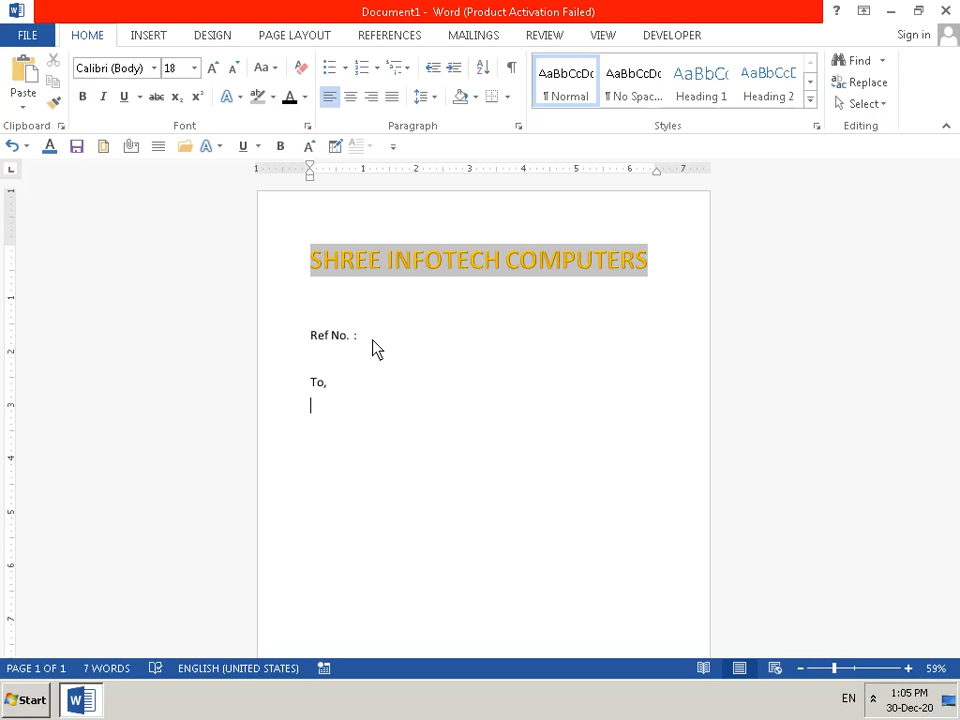 Document1 - Word (Product Activation Failed)
FILE HOME INSERT DESIGN PAGE LAYOUT REFERENCES MAILINGS REVIEW VIEW DEVELOPER Sign in
Paste
Calibri (Body) 18
AaBbCcDc AaBbCcDc AaBbCc AaBbCcD
¶ Normal ¶ No Spac... Heading 1 Heading 2
Find
Replace
Select
Clipboard Font Paragraph Styles Editing
SHREE INFOTECH COMPUTERS
Ref No. :
To,
PAGE 1 OF 1 7 WORDS ENGLISH (UNITED STATES) 59%
Start EN 1:05 PM
30-Dec-20